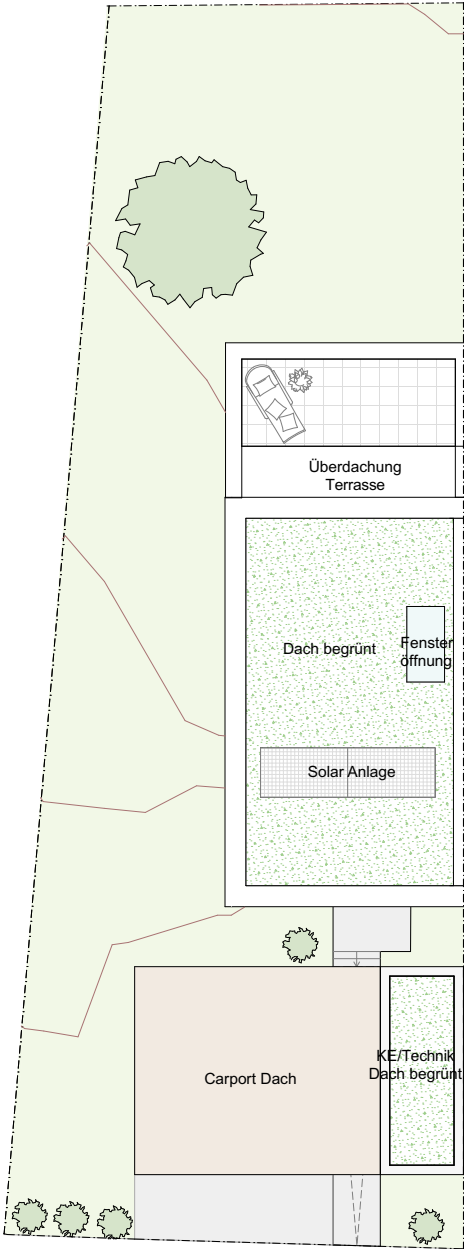 Überdachung
Terrasse
Dach begrünt
Fenster
öffnung
Solar Anlage
KE/Technik
Dach begrünt
Carport Dach